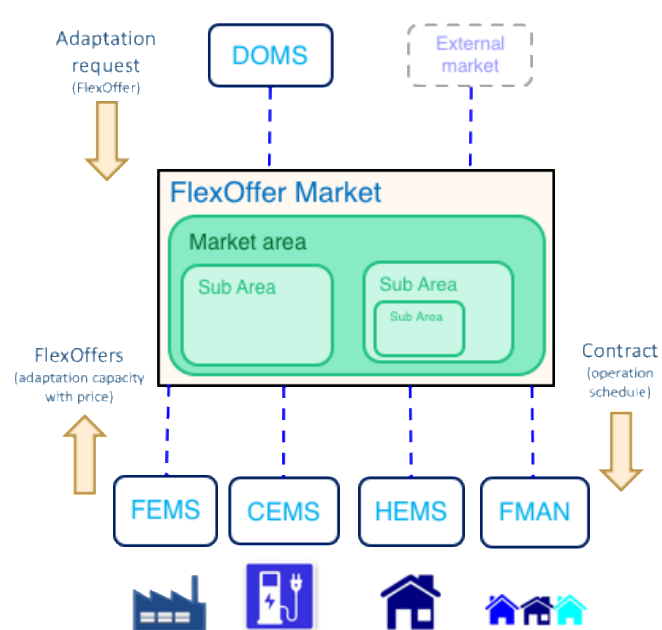 Adaptation
request
(FlexOffer)
DOMS
External
market
FlexOffer Market
Market area
Sub Area
Sub Area
Sub Area
FlexOffers
(adaptation capacity
with price)
Contract
(operation
schedule)
FEMS
CEMS
HEMS
FMAN